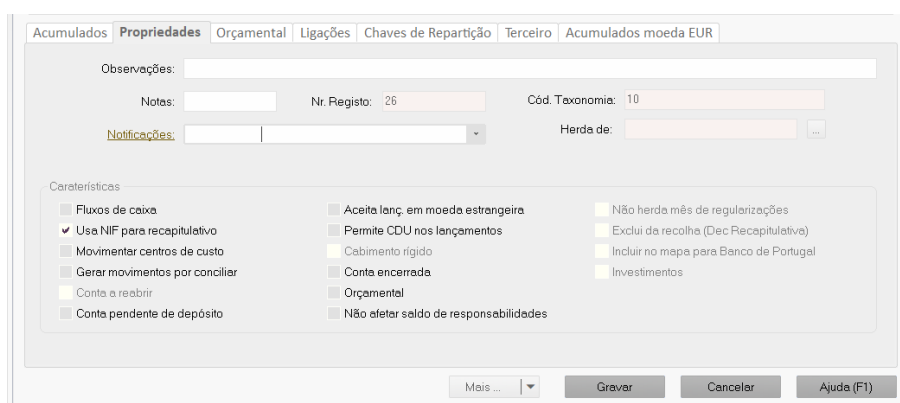 Acumulados Propriedades Orçamental Ligações Chaves de Repartição Terceiro Acumulados moeda EUR
Observações:
Notas: Nr. Registo: 26 Cód. Taxonomia: 10
Notificações: Herda de: ...
Caraterísticas
Fluxos de caixa Aceita lanç. em moeda estrangeira Não herda mês de regularizações
Usa NIF para recapitulativo Permite CDU nos lançamentos Exclui da recolha (Dec Recapitulativa)
Movimentar centros de custo Cabimento rígido Incluir no mapa para Banco de Portugal
Gerar movimentos por conciliar Conta encerrada Investimentos
Conta a reabrir Orçamental
Conta pendente de depósito Não afetar saldo de responsabilidades
Mais ... Gravar Cancelar Ajuda (F1)